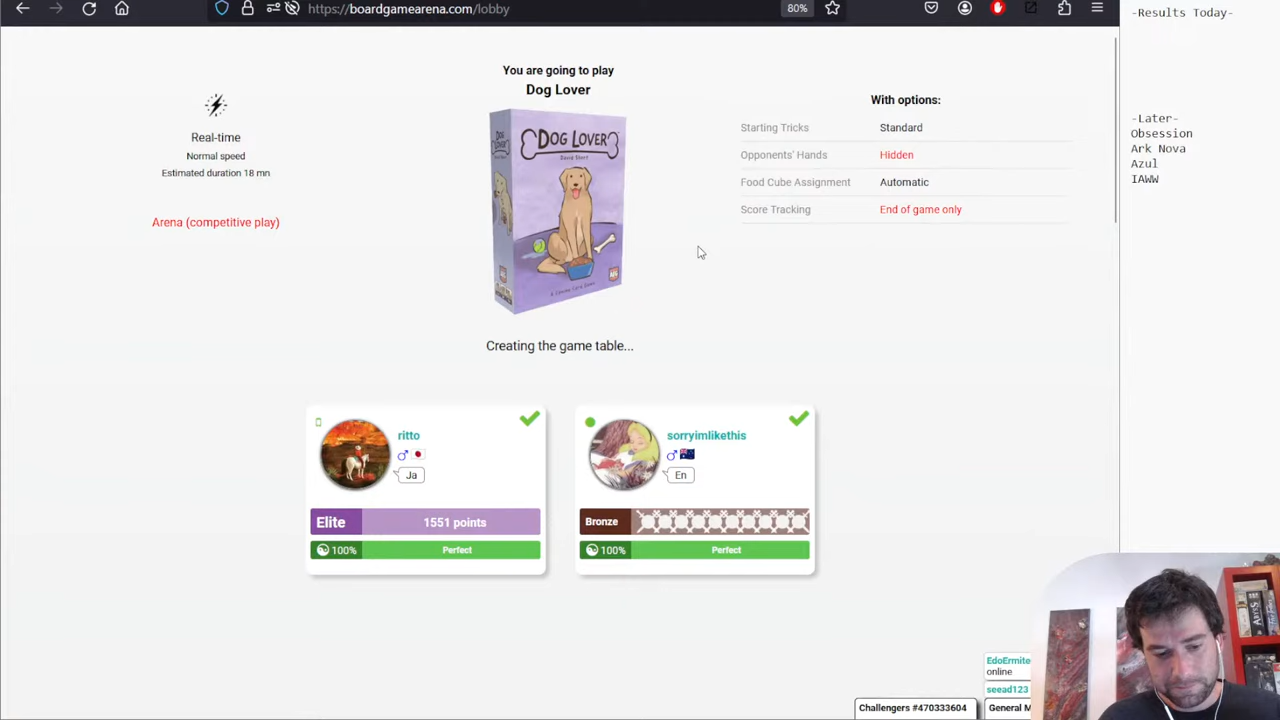 https://boardgamearena.com/lobby
80%
-Results Today-
You are going to play
Dog Lover
Real-time
Normal speed
Estimated duration 18 mn
Arena (competitive play)
DOG LOVER
With options:
Starting Tricks Standard
Opponents' Hands Hidden
Food Cube Assignment Automatic
Score Tracking End of game only
-Later-
Obsession
Ark Nova
Azul
IAWW
Creating the game table...
ritto
Ja
Elite 1551 points
100% Perfect
sorryimlikethis
En
Bronze
100% Perfect
EdoErmite
online
seead123
Challengers #470333604
General M